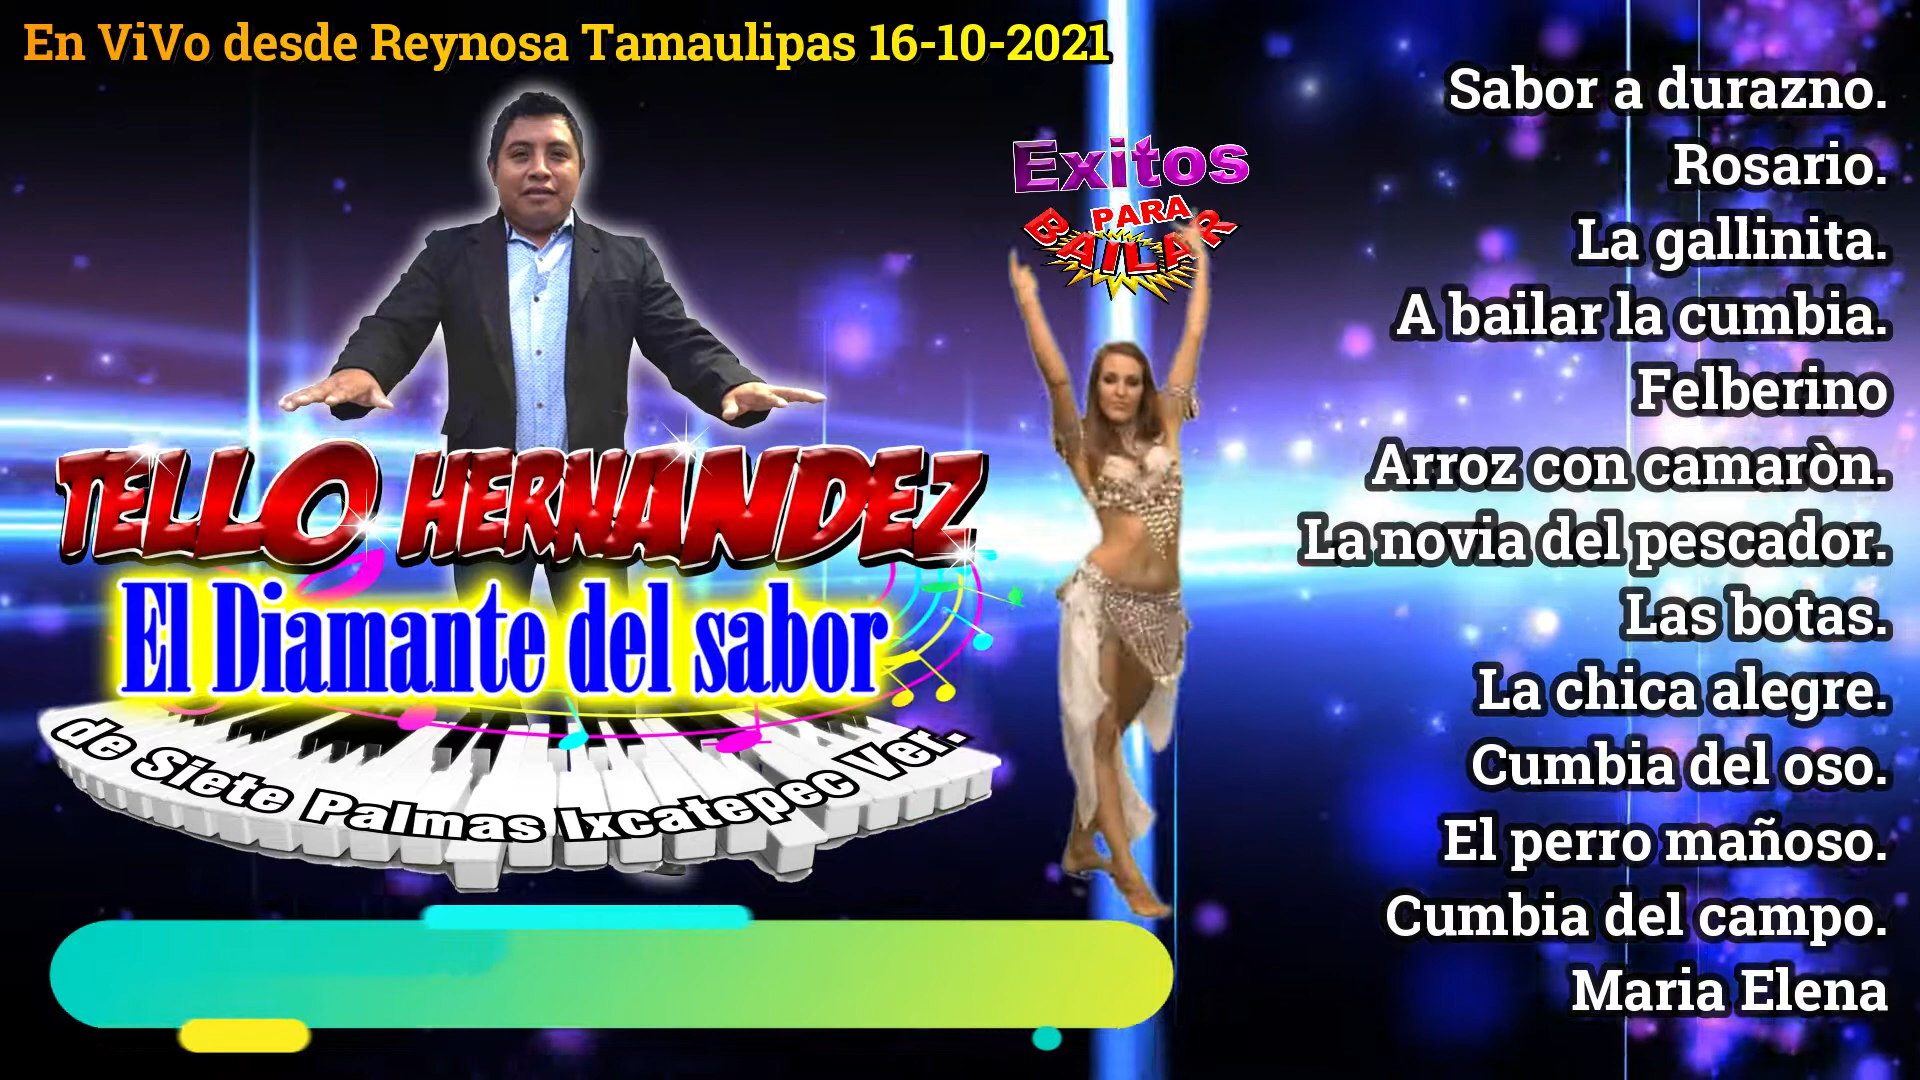 En ViVo desde Reynosa Tamaulipas 16-10-2021
Exitos
PARA
BAILAR
TELLO HERNANDEZ
El Diamante del sabor
de Siete Palmas Ixcatepec Ver.
Sabor a durazno.
Rosario.
La gallinita.
A bailar la cumbia.
Felberino
Arroz con camaròn.
La novia del pescador.
Las botas.
La chica alegre.
Cumbia del oso.
El perro mañoso.
Cumbia del campo.
Maria Elena